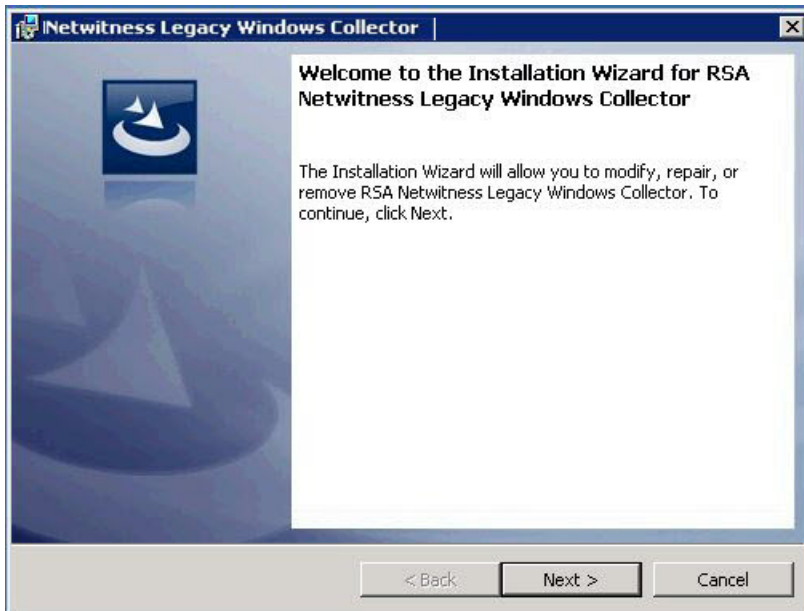 Netwitness Legacy Windows Collector
Welcome to the Installation Wizard for RSA
Netwitness Legacy Windows Collector
The Installation Wizard will allow you to modify, repair, or
remove RSA Netwitness Legacy Windows Collector. To
continue, click Next.
< Back
Next >
Cancel